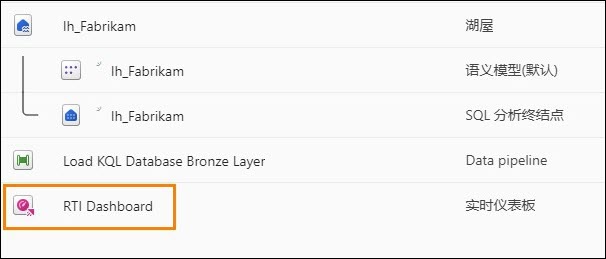 lh_Fabrikam 湖屋
lh_Fabrikam 语义模型(默认)
lh_Fabrikam SQL 分析终结点
Load KQL Database Bronze Layer Data pipeline
RTI Dashboard 实时仪表板